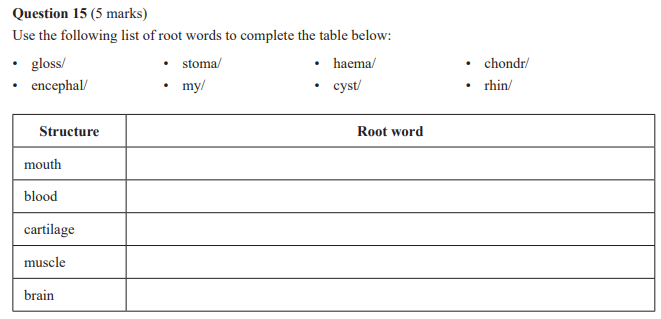 Question 15 (5 marks)
Use the following list of root words to complete the table below:
• gloss/ • stoma/ • haema/ • chondr/
• encephal/ • my/ • cyst/ • rhin/
Structure Root word
mouth
blood
cartilage
muscle
brain